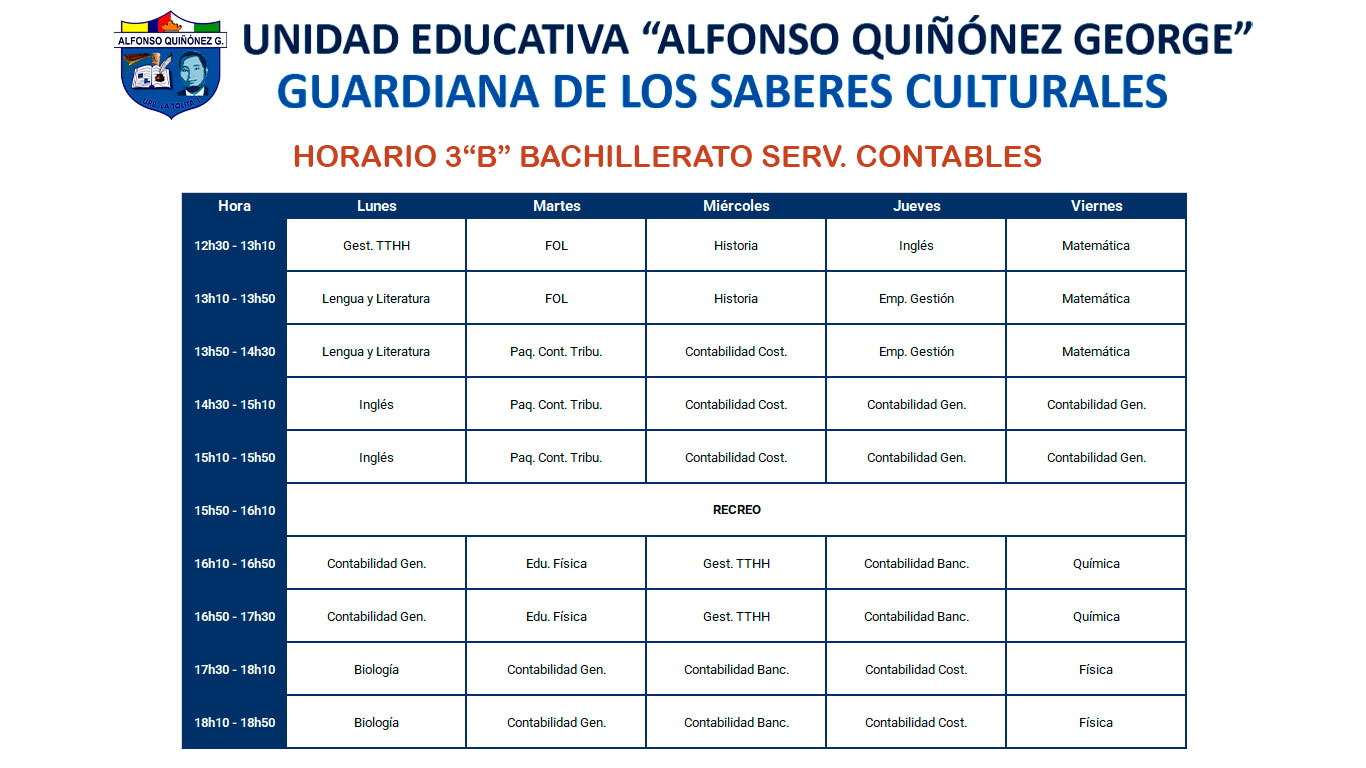 ALFONSO QUIÑÓNEZ G.
URB. LA TOLITA 1
UNIDAD EDUCATIVA “ALFONSO QUIÑÓNEZ GEORGE”
GUARDIANA DE LOS SABERES CULTURALES
HORARIO 3“B” BACHILLERATO SERV. CONTABLES
Hora Lunes Martes Miércoles Jueves Viernes
12h30 - 13h10 Gest. TTHH FOL Historia Inglés Matemática
13h10 - 13h50 Lengua y Literatura FOL Historia Emp. Gestión Matemática
13h50 - 14h30 Lengua y Literatura Paq. Cont. Tribu. Contabilidad Cost. Emp. Gestión Matemática
14h30 - 15h10 Inglés Paq. Cont. Tribu. Contabilidad Cost. Contabilidad Gen. Contabilidad Gen.
15h10 - 15h50 Inglés Paq. Cont. Tribu. Contabilidad Cost. Contabilidad Gen. Contabilidad Gen.
15h50 - 16h10 RECREO
16h10 - 16h50 Contabilidad Gen. Edu. Física Gest. TTHH Contabilidad Banc. Química
16h50 - 17h30 Contabilidad Gen. Edu. Física Gest. TTHH Contabilidad Banc. Química
17h30 - 18h10 Biología Contabilidad Gen. Contabilidad Banc. Contabilidad Cost. Física
18h10 - 18h50 Biología Contabilidad Gen. Contabilidad Banc. Contabilidad Cost. Física